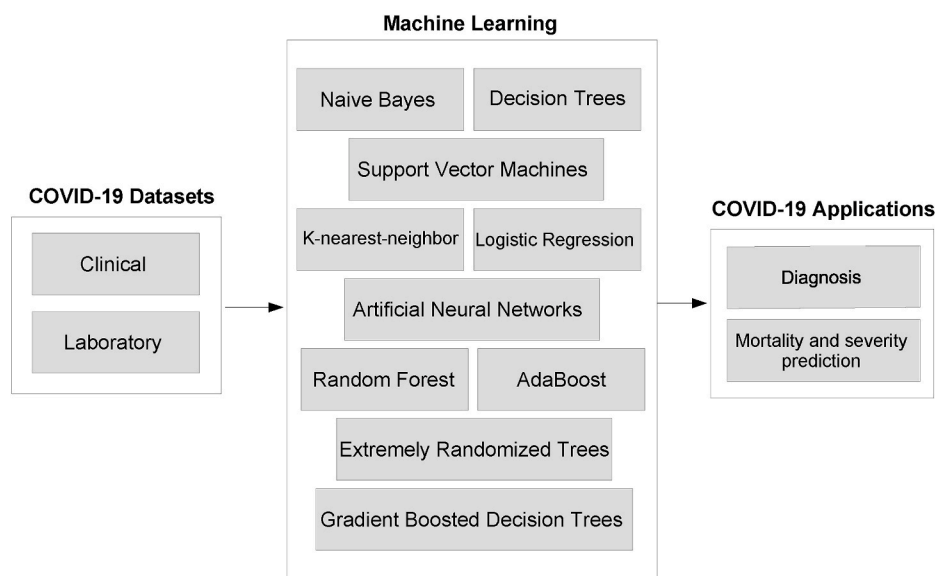 Machine Learning
Naive Bayes
Decision Trees
Support Vector Machines
K-nearest-neighbor
Logistic Regression
Artificial Neural Networks
Random Forest
AdaBoost
Extremely Randomized Trees
Gradient Boosted Decision Trees
COVID-19 Datasets
Clinical
Laboratory
COVID-19 Applications
Diagnosis
Mortality and severity
prediction